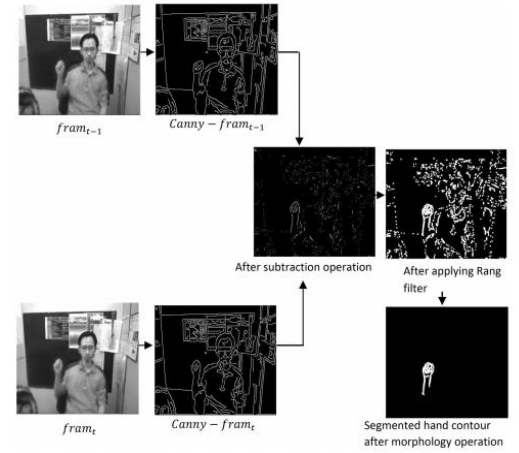 fram_{t−1}
Canny − fram_{t−1}
After subtraction operation
After applying Rang
filter
fram_t
Canny − fram_t
Segmented hand contour
after morphology operation